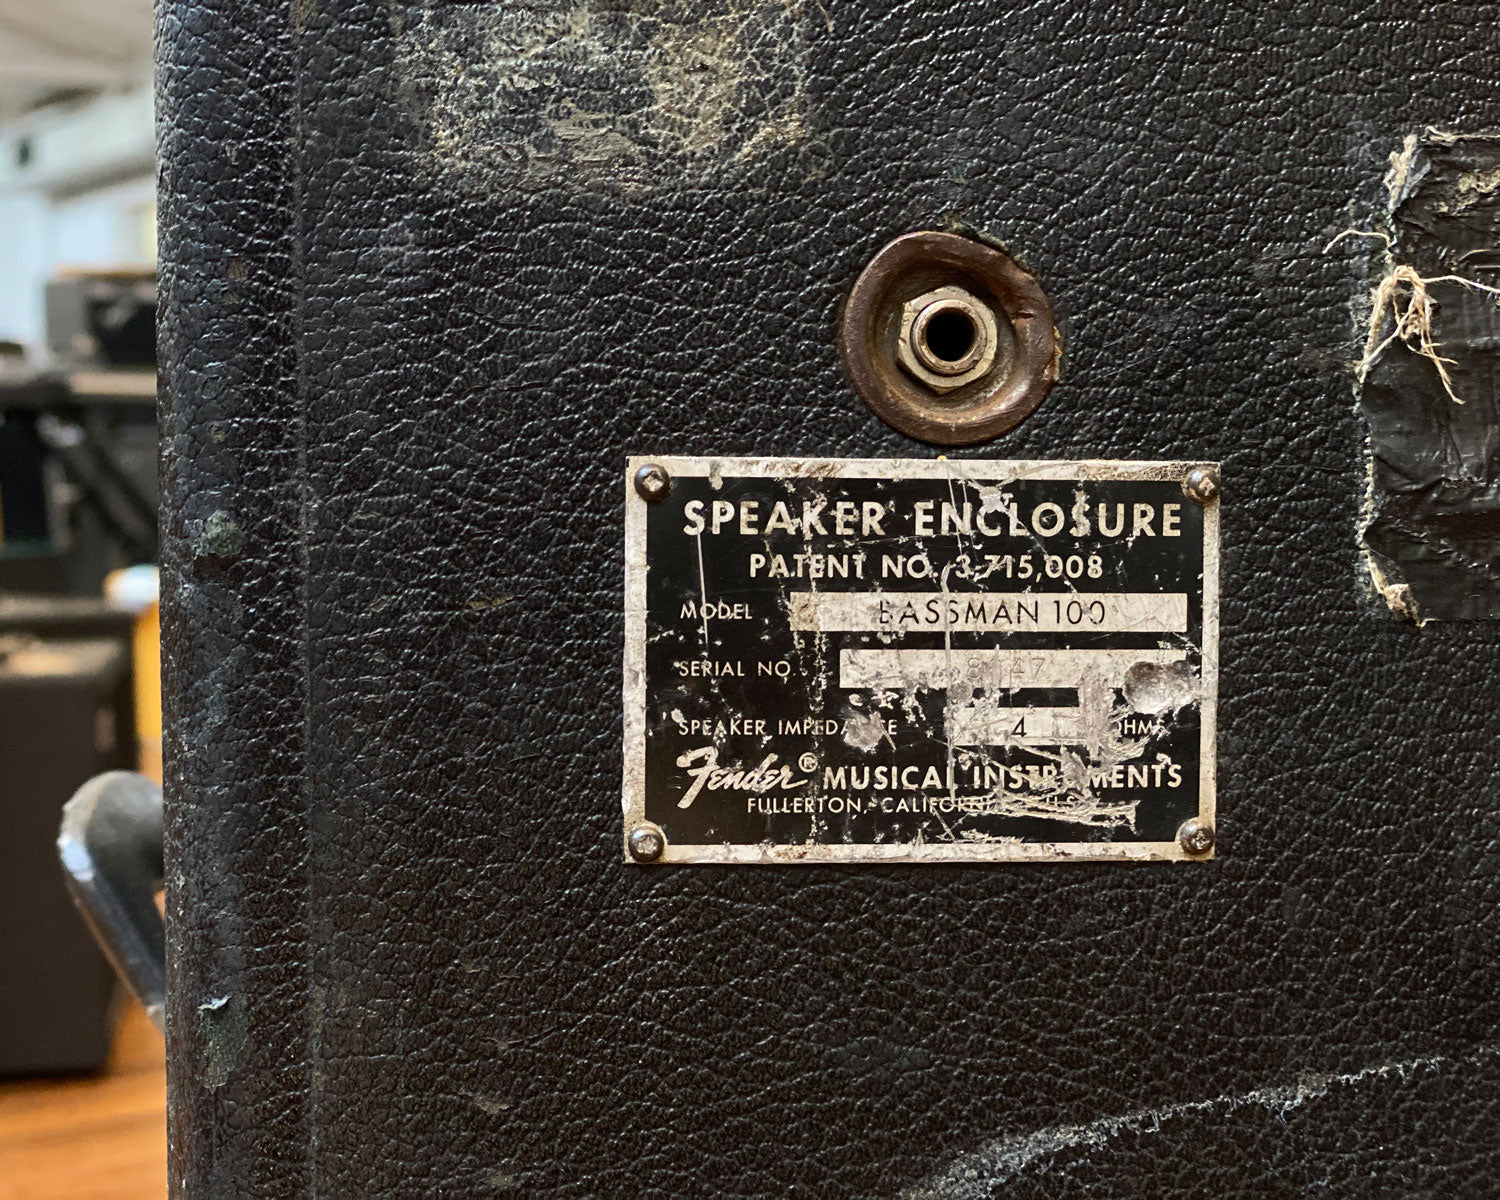 SPEAKER ENCLOSURE
PATENT NO. 3,715,008
MODEL BASSMAN 100
SERIAL NO.
SPEAKER IMPEDANCE 4 OHMS
Fender® MUSICAL INSTRUMENTS
FULLERTON, CALIFORNIA U.S.